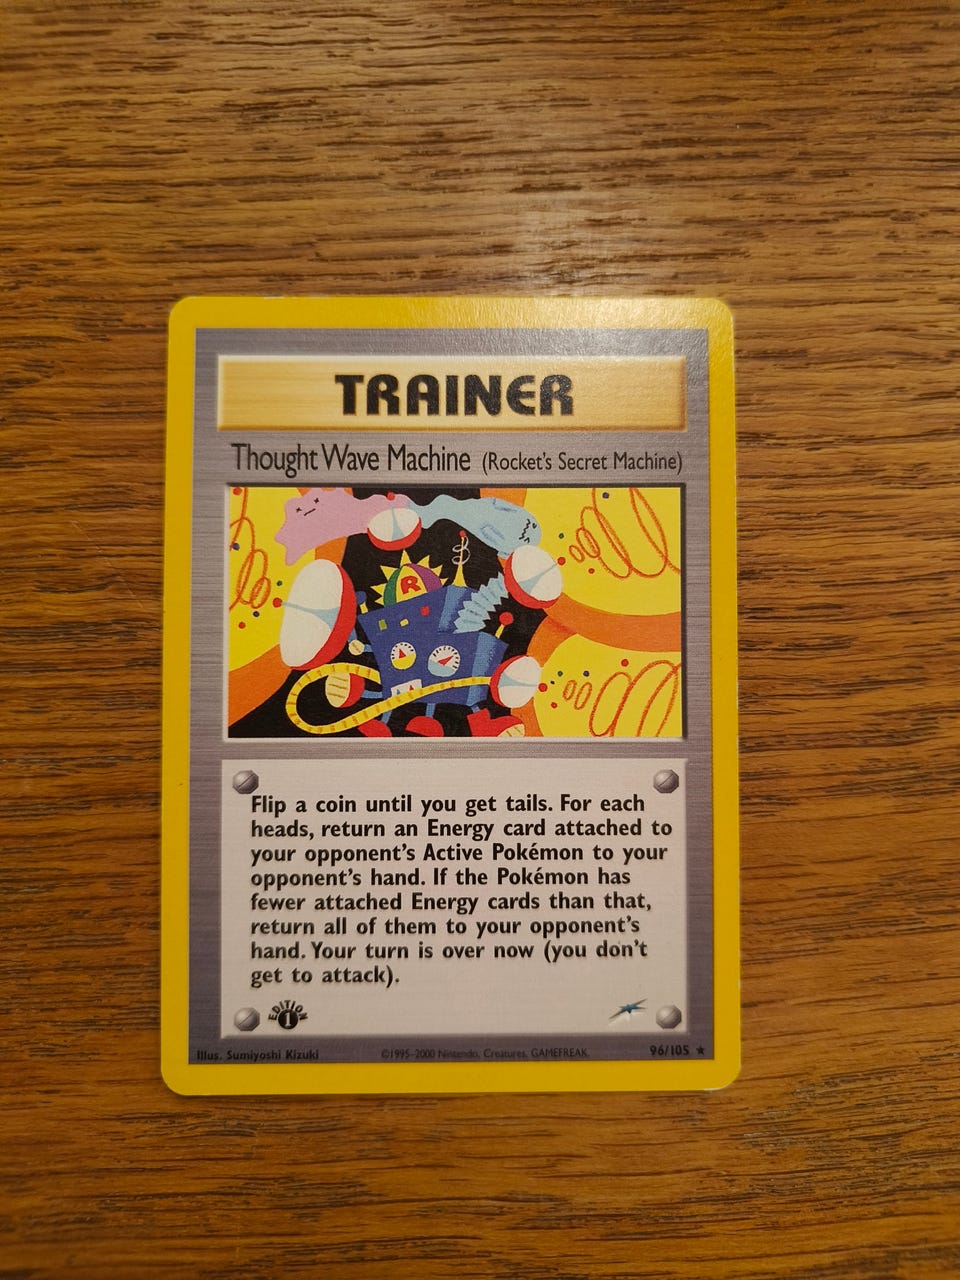 TRAINER
Thought Wave Machine (Rocket's Secret Machine)
R
Flip a coin until you get tails. For each
heads, return an Energy card attached to
your opponent's Active Pokémon to your
opponent's hand. If the Pokémon has
fewer attached Energy cards than that,
return all of them to your opponent's
hand. Your turn is over now (you don't
get to attack).
EDITION
1
Illus. Sumiyoshi Kizuki ©1995-2000 Nintendo, Creatures, GAMEFREAK. 96/105 ★